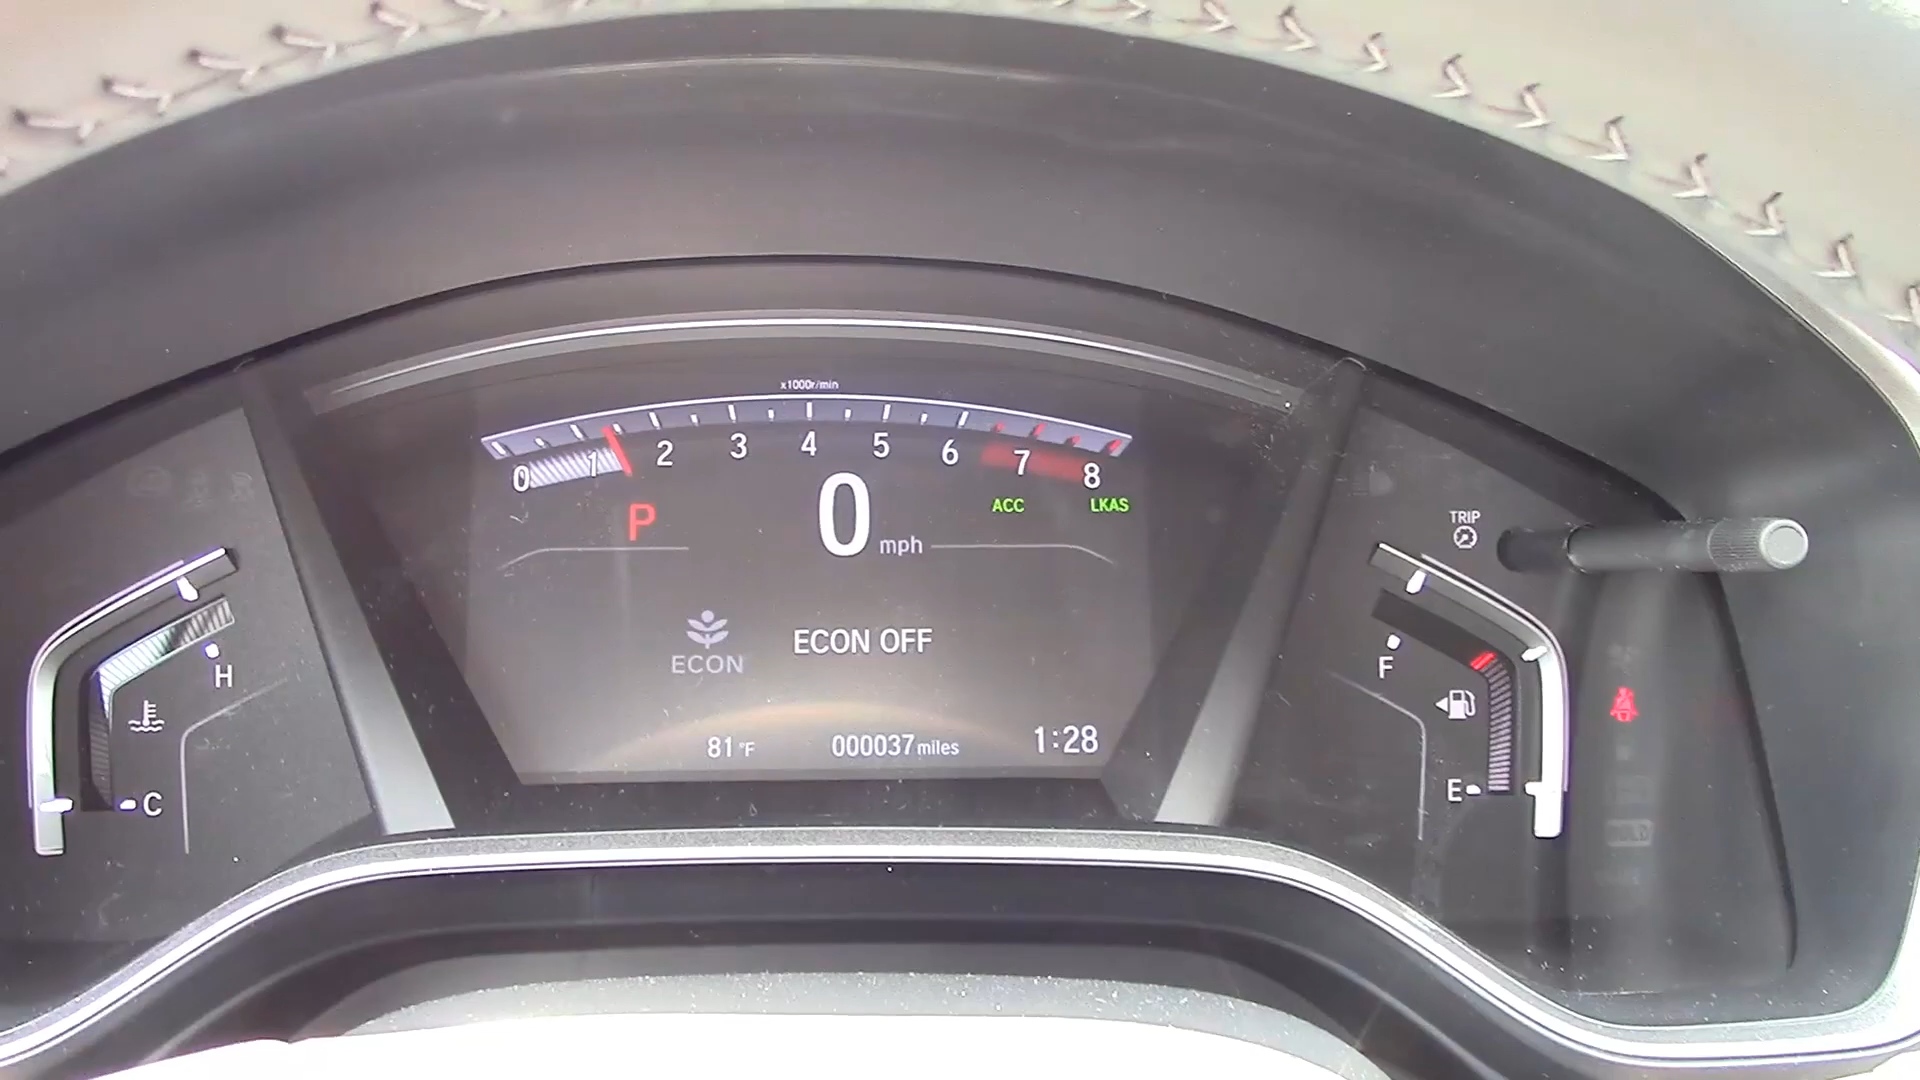 x1000r/min
0 1 2 3 4 5 6 7 8
P
0 mph
ACC
LKAS
TRIP
ECON
ECON OFF
H
C
81°F
000037 miles
1:28
F
E